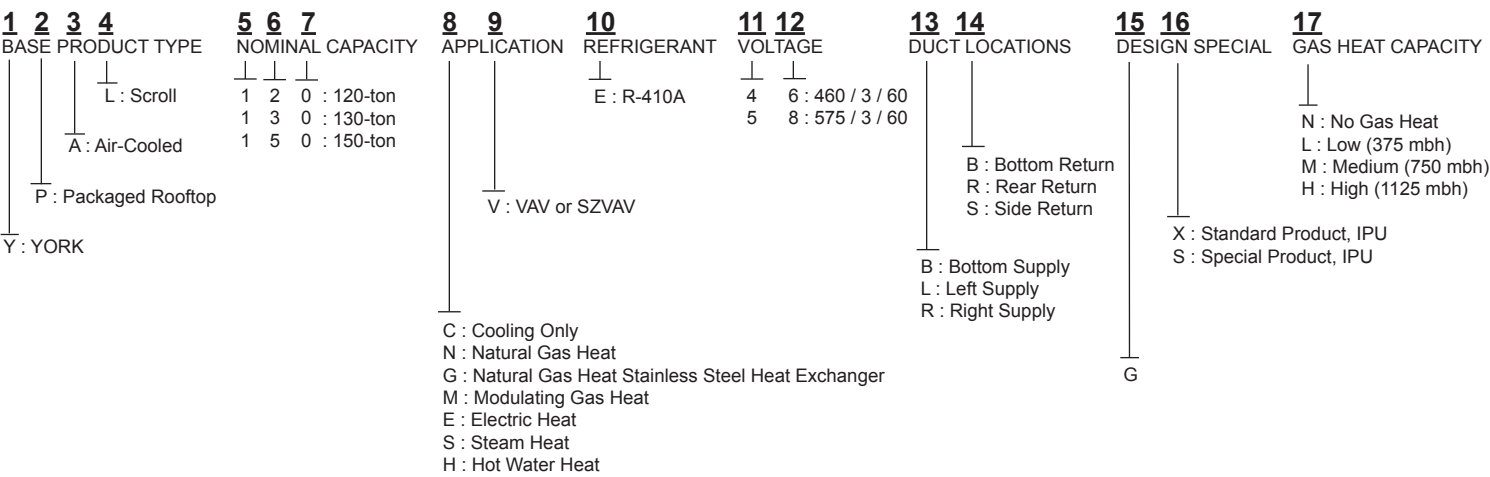 1 2 3 4 5 6 7 8 9 10 11 12 13 14 15 16 17
BASE PRODUCT TYPE NOMINAL CAPACITY APPLICATION REFRIGERANT VOLTAGE DUCT LOCATIONS DESIGN SPECIAL GAS HEAT CAPACITY
L : Scroll
A : Air-Cooled
P : Packaged Rooftop
Y : YORK
1 2 0 : 120-ton
1 3 0 : 130-ton
1 5 0 : 150-ton
V : VAV or SZVAV
C : Cooling Only
N : Natural Gas Heat
G : Natural Gas Heat Stainless Steel Heat Exchanger
M : Modulating Gas Heat
E : Electric Heat
S : Steam Heat
H : Hot Water Heat
E : R-410A
4 6 : 460 / 3 / 60
5 8 : 575 / 3 / 60
B : Bottom Return
R : Rear Return
S : Side Return
B : Bottom Supply
L : Left Supply
R : Right Supply
X : Standard Product, IPU
S : Special Product, IPU
G
N : No Gas Heat
L : Low (375 mbh)
M : Medium (750 mbh)
H : High (1125 mbh)